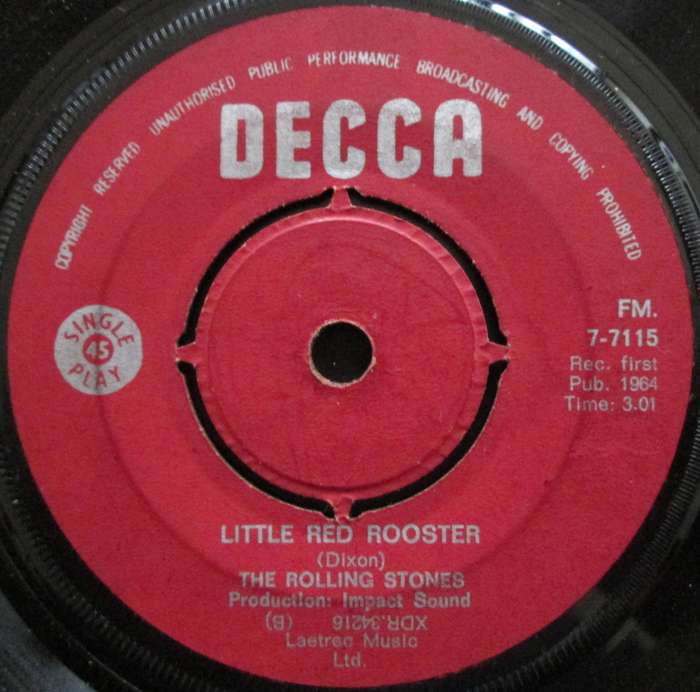 COPYRIGHT RESERVED UNAUTHORISED PUBLIC PERFORMANCE BROADCASTING AND COPYING PROHIBITED
DECCA
SINGLE
45
PLAY
FM.
7-7115
Rec. first
Pub. 1964
Time: 3.01
LITTLE RED ROOSTER
(Dixon)
THE ROLLING STONES
Production: Impact Sound
XDR.34216 (B)
Laetrec Music
Ltd.